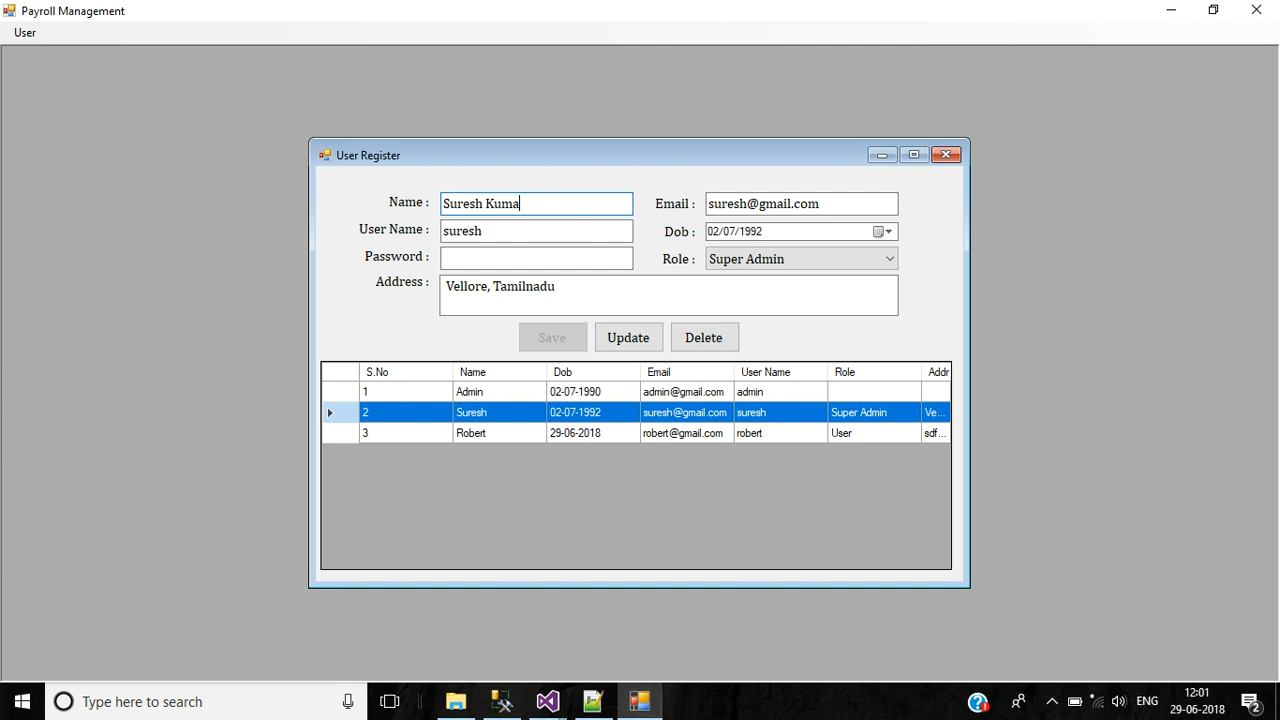 Payroll Management
User
User Register
Name : Suresh Kuma Email : suresh@gmail.com
User Name : suresh Dob : 02/07/1992
Password : Role : Super Admin
Address : Vellore, Tamilnadu
Save Update Delete
S.No Name Dob Email User Name Role Addr
1 Admin 02-07-1990 admin@gmail.com admin
2 Suresh 02-07-1992 suresh@gmail.com suresh Super Admin Ve...
3 Robert 29-06-2018 robert@gmail.com robert User sdf...
Type here to search ENG 12:01
29-06-2018 2